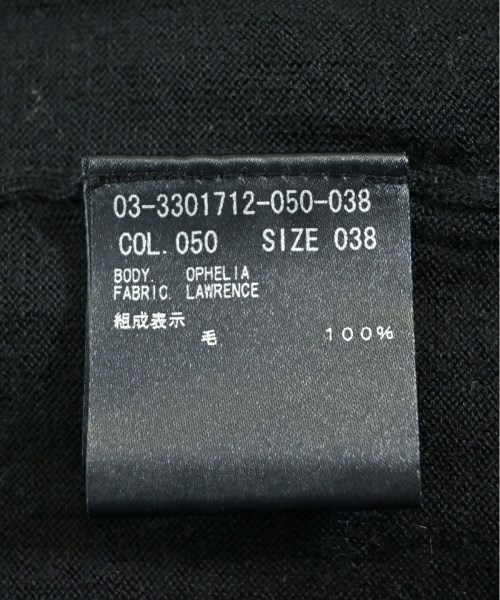 03-3301712-050-038
COL. 050 SIZE 038
BODY. OPHELIA
FABRIC. LAWRENCE
組成表示
毛 100%